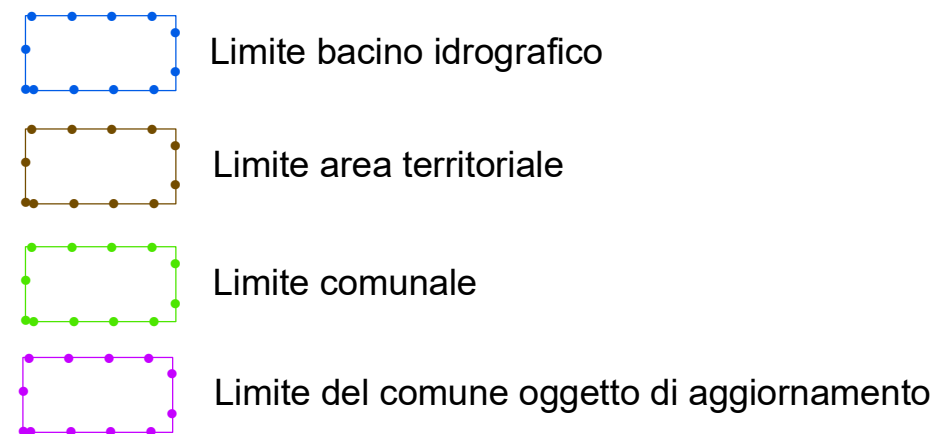 Limite bacino idrografico
Limite area territoriale
Limite comunale
Limite del comune oggetto di aggiornamento